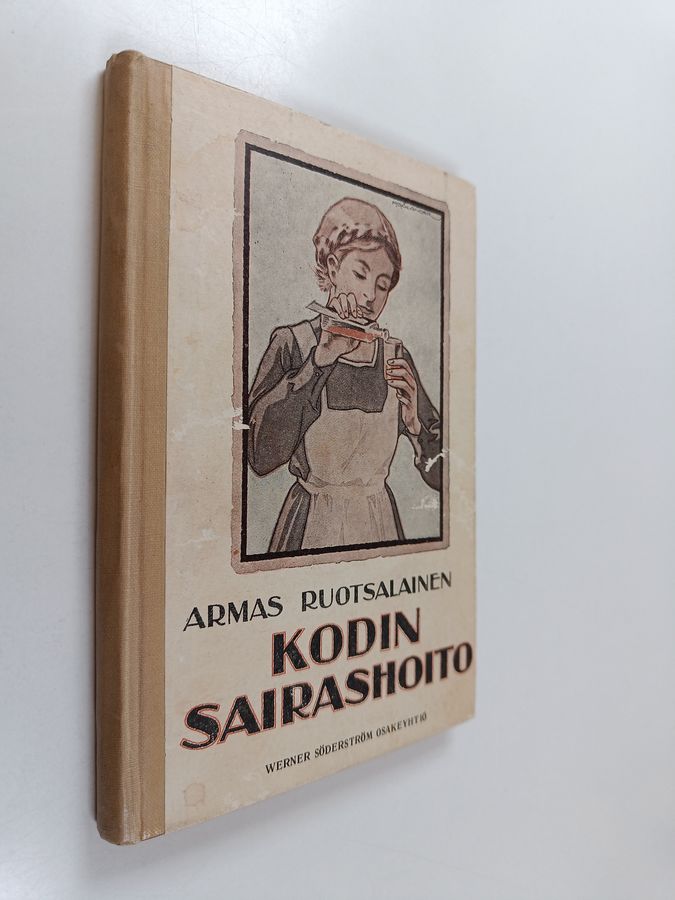 ARMAS RUOTSALAINEN
KODIN
SAIRASHOITO
WERNER SÖDERSTRÖM OSAKEYHTIÖ